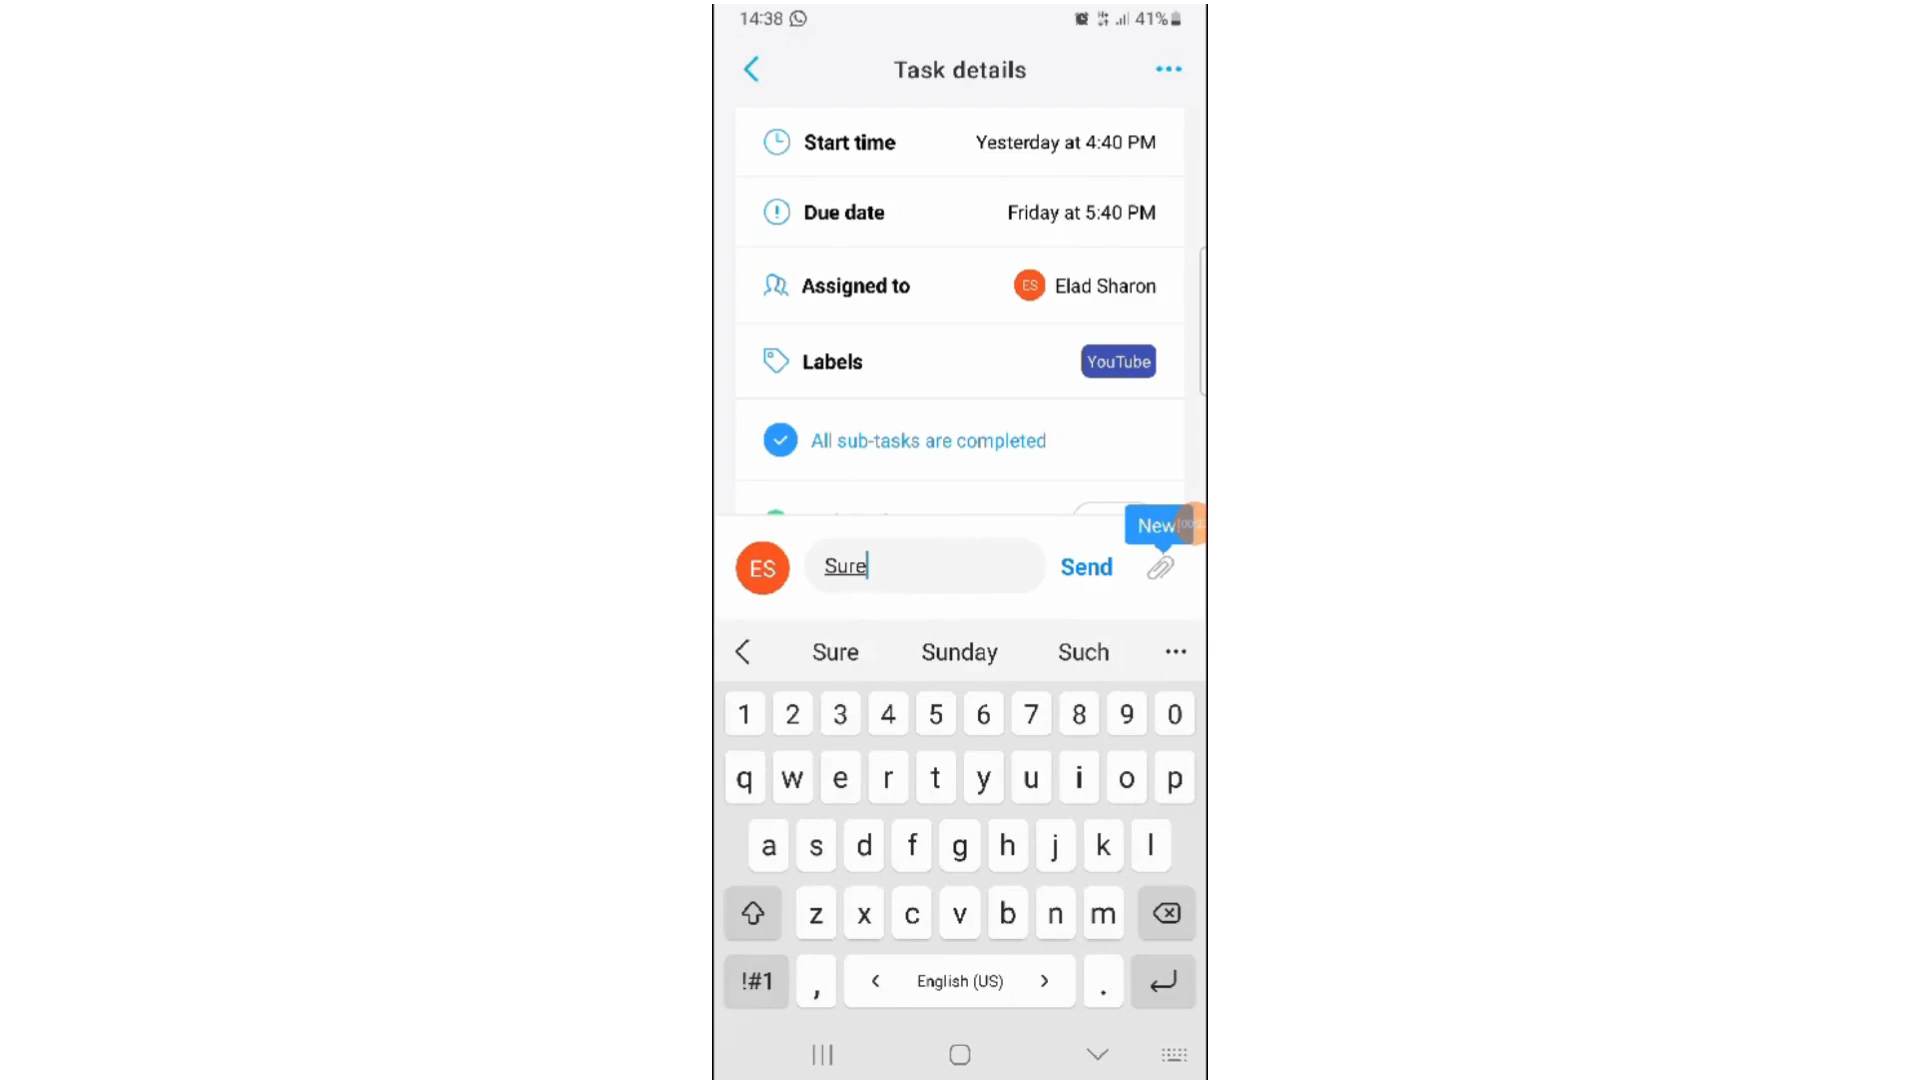 14:38 41%
Task details
Start time Yesterday at 4:40 PM
Due date Friday at 5:40 PM
Assigned to ES Elad Sharon
Labels YouTube
All sub-tasks are completed
New
ES Sure Send
Sure Sunday Such
1 2 3 4 5 6 7 8 9 0
q w e r t y u i o p
a s d f g h j k l
z x c v b n m
!#1 , English (US) .